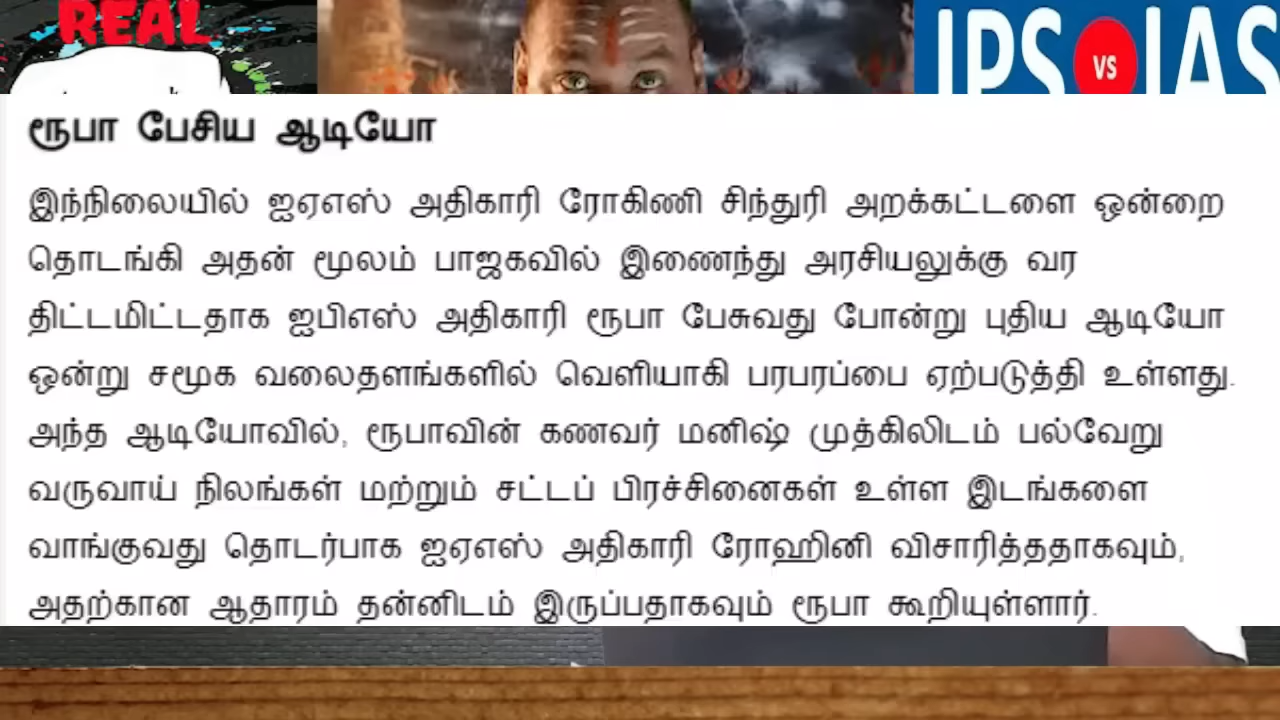 REAL
IPS VS IAS
ரூபா பேசிய ஆடியோ
இந்நிலையில் ஐஏஎஸ் அதிகாரி ரோகிணி சிந்துரி அறக்கட்டளை ஒன்றை
தொடங்கி அதன் மூலம் பாஜகவில் இணைந்து அரசியலுக்கு வர
திட்டமிட்டதாக ஐபிஎஸ் அதிகாரி ரூபா பேசுவது போன்று புதிய ஆடியோ
ஒன்று சமூக வலைதளங்களில் வெளியாகி பரபரப்பை ஏற்படுத்தி உள்ளது.
அந்த ஆடியோவில், ரூபாவின் கணவர் மனிஷ் முத்கிலிடம் பல்வேறு
வருவாய் நிலங்கள் மற்றும் சட்டப் பிரச்சினைகள் உள்ள இடங்களை
வாங்குவது தொடர்பாக ஐஏஎஸ் அதிகாரி ரோஹினி விசாரித்ததாகவும்,
அதற்கான ஆதாரம் தன்னிடம் இருப்பதாகவும் ரூபா கூறியுள்ளார்.